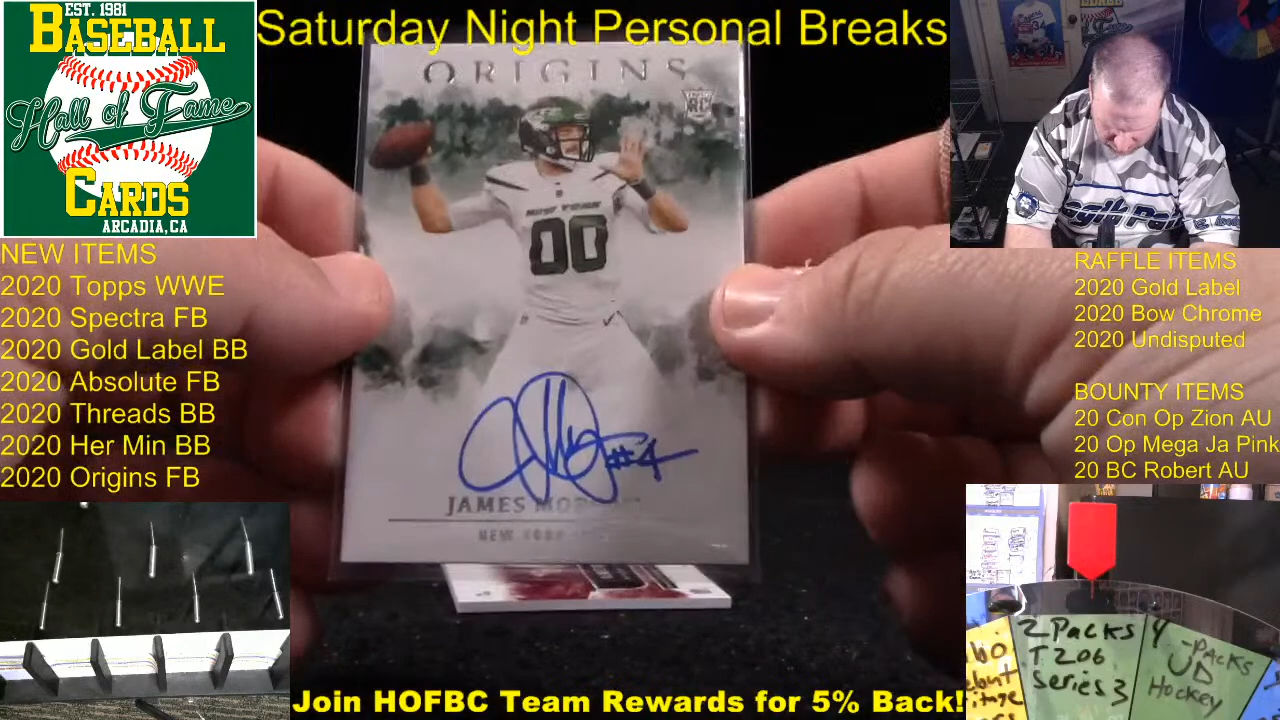 EST. 1981
BASEBALL
Hall of Fame
CARDS
ARCADIA, CA
Saturday Night Personal Breaks
NEW ITEMS
2020 Topps WWE
2020 Spectra FB
2020 Gold Label BB
2020 Absolute FB
2020 Threads BB
2020 Her Min BB
2020 Origins FB
ORIGINS
RC
NEW YORK
00
#4
JAMES
NEW YORK
RAFFLE ITEMS
2020 Gold Label
2020 Bow Chrome
2020 Undisputed
BOUNTY ITEMS
20 Con Op Zion AU
20 Op Mega Ja Pink
20 BC Robert AU
2 Packs
T206
Series 3
4
-Packs
UD
Hockey
Join HOFBC Team Rewards for 5% Back!